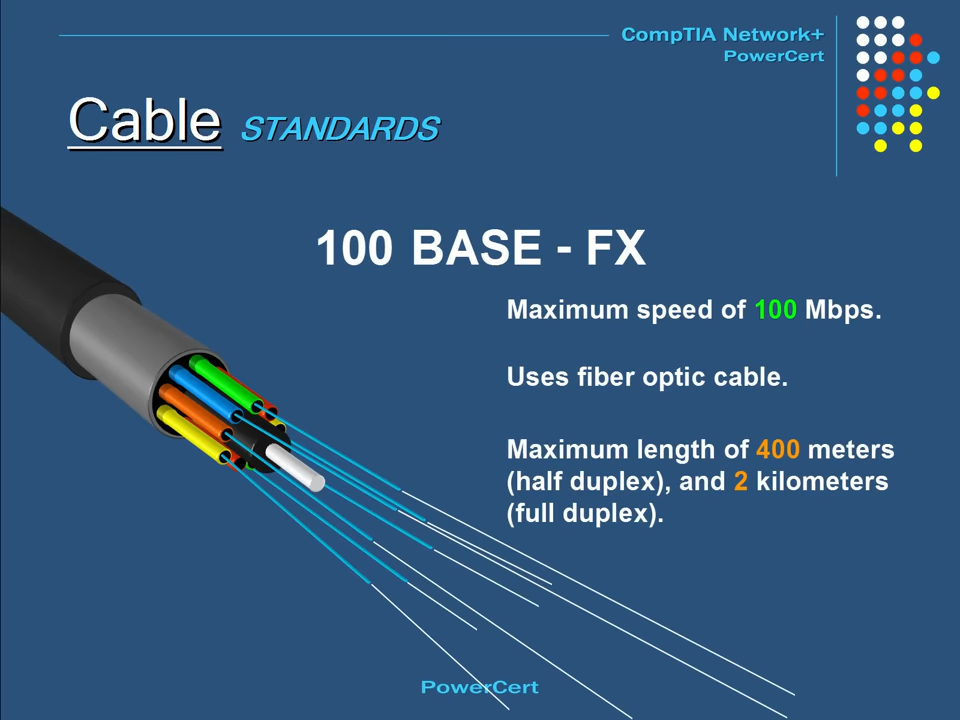 CompTIA Network+
PowerCert
Cable STANDARDS
100 BASE - FX
Maximum speed of 100 Mbps.
Uses fiber optic cable.
Maximum length of 400 meters
(half duplex), and 2 kilometers
(full duplex).
PowerCert